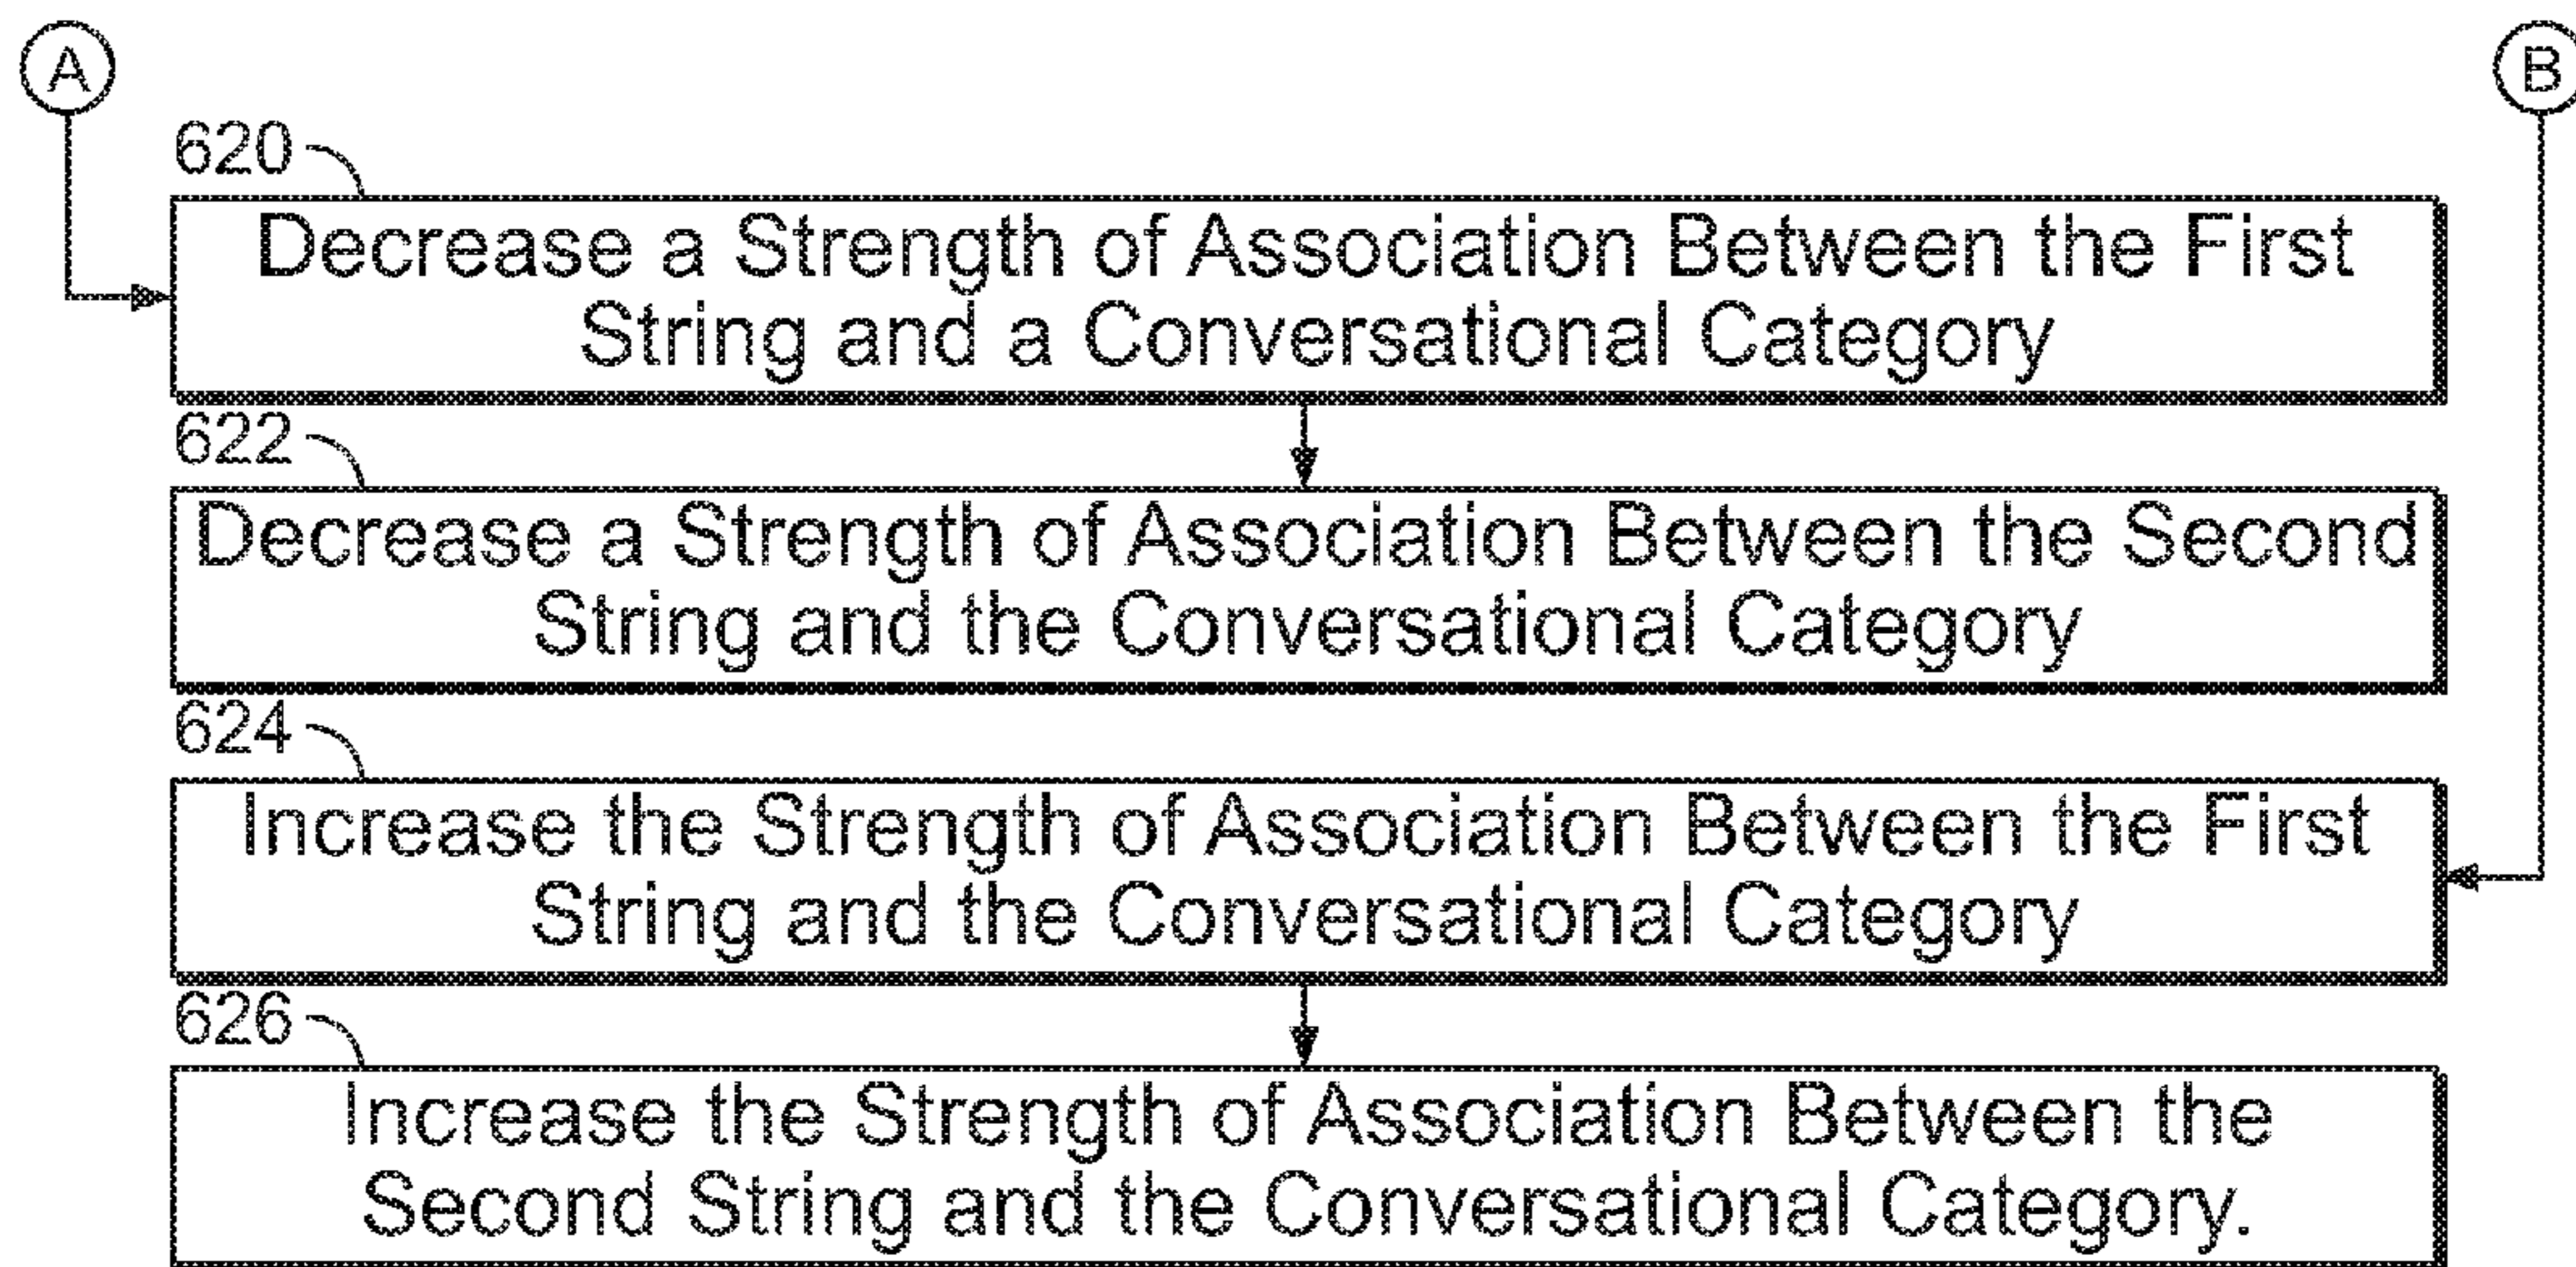 A
B
620
Decrease a Strength of Association Between the First
String and a Conversational Category
622
Decrease a Strength of Association Between the Second
String and the Conversational Category
624
Increase the Strength of Association Between the First
String and the Conversational Category
626
Increase the Strength of Association Between the
Second String and the Conversational Category.